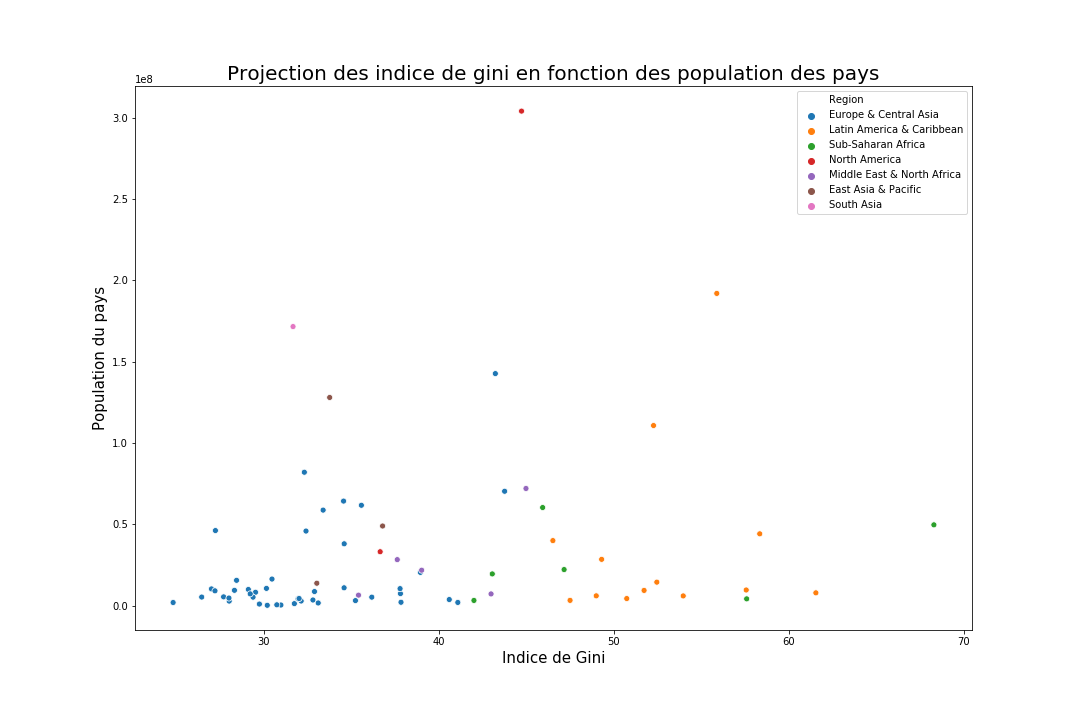 Projection des indice de gini en fonction des population des pays
1e8
Region
Europe & Central Asia
Latin America & Caribbean
Sub-Saharan Africa
North America
Middle East & North Africa
East Asia & Pacific
South Asia
3.0
2.5
2.0
1.5
1.0
0.5
0.0
Population du pays
30 40 50 60 70
Indice de Gini